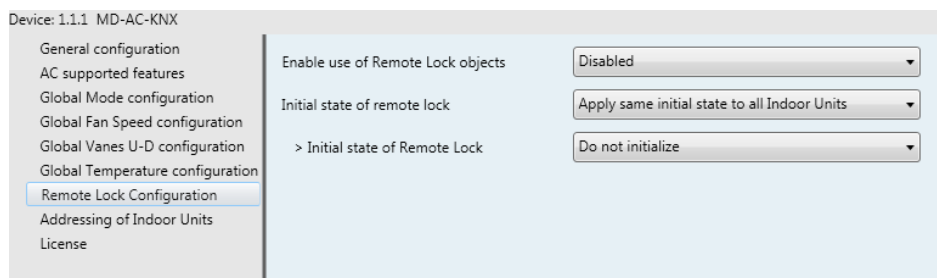 Device: 1.1.1 MD-AC-KNX
General configuration
AC supported features
Global Mode configuration
Global Fan Speed configuration
Global Vanes U-D configuration
Global Temperature configuration
Remote Lock Configuration
Addressing of Indoor Units
License
Enable use of Remote Lock objects Disabled
Initial state of remote lock Apply same initial state to all Indoor Units
> Initial state of Remote Lock Do not initialize